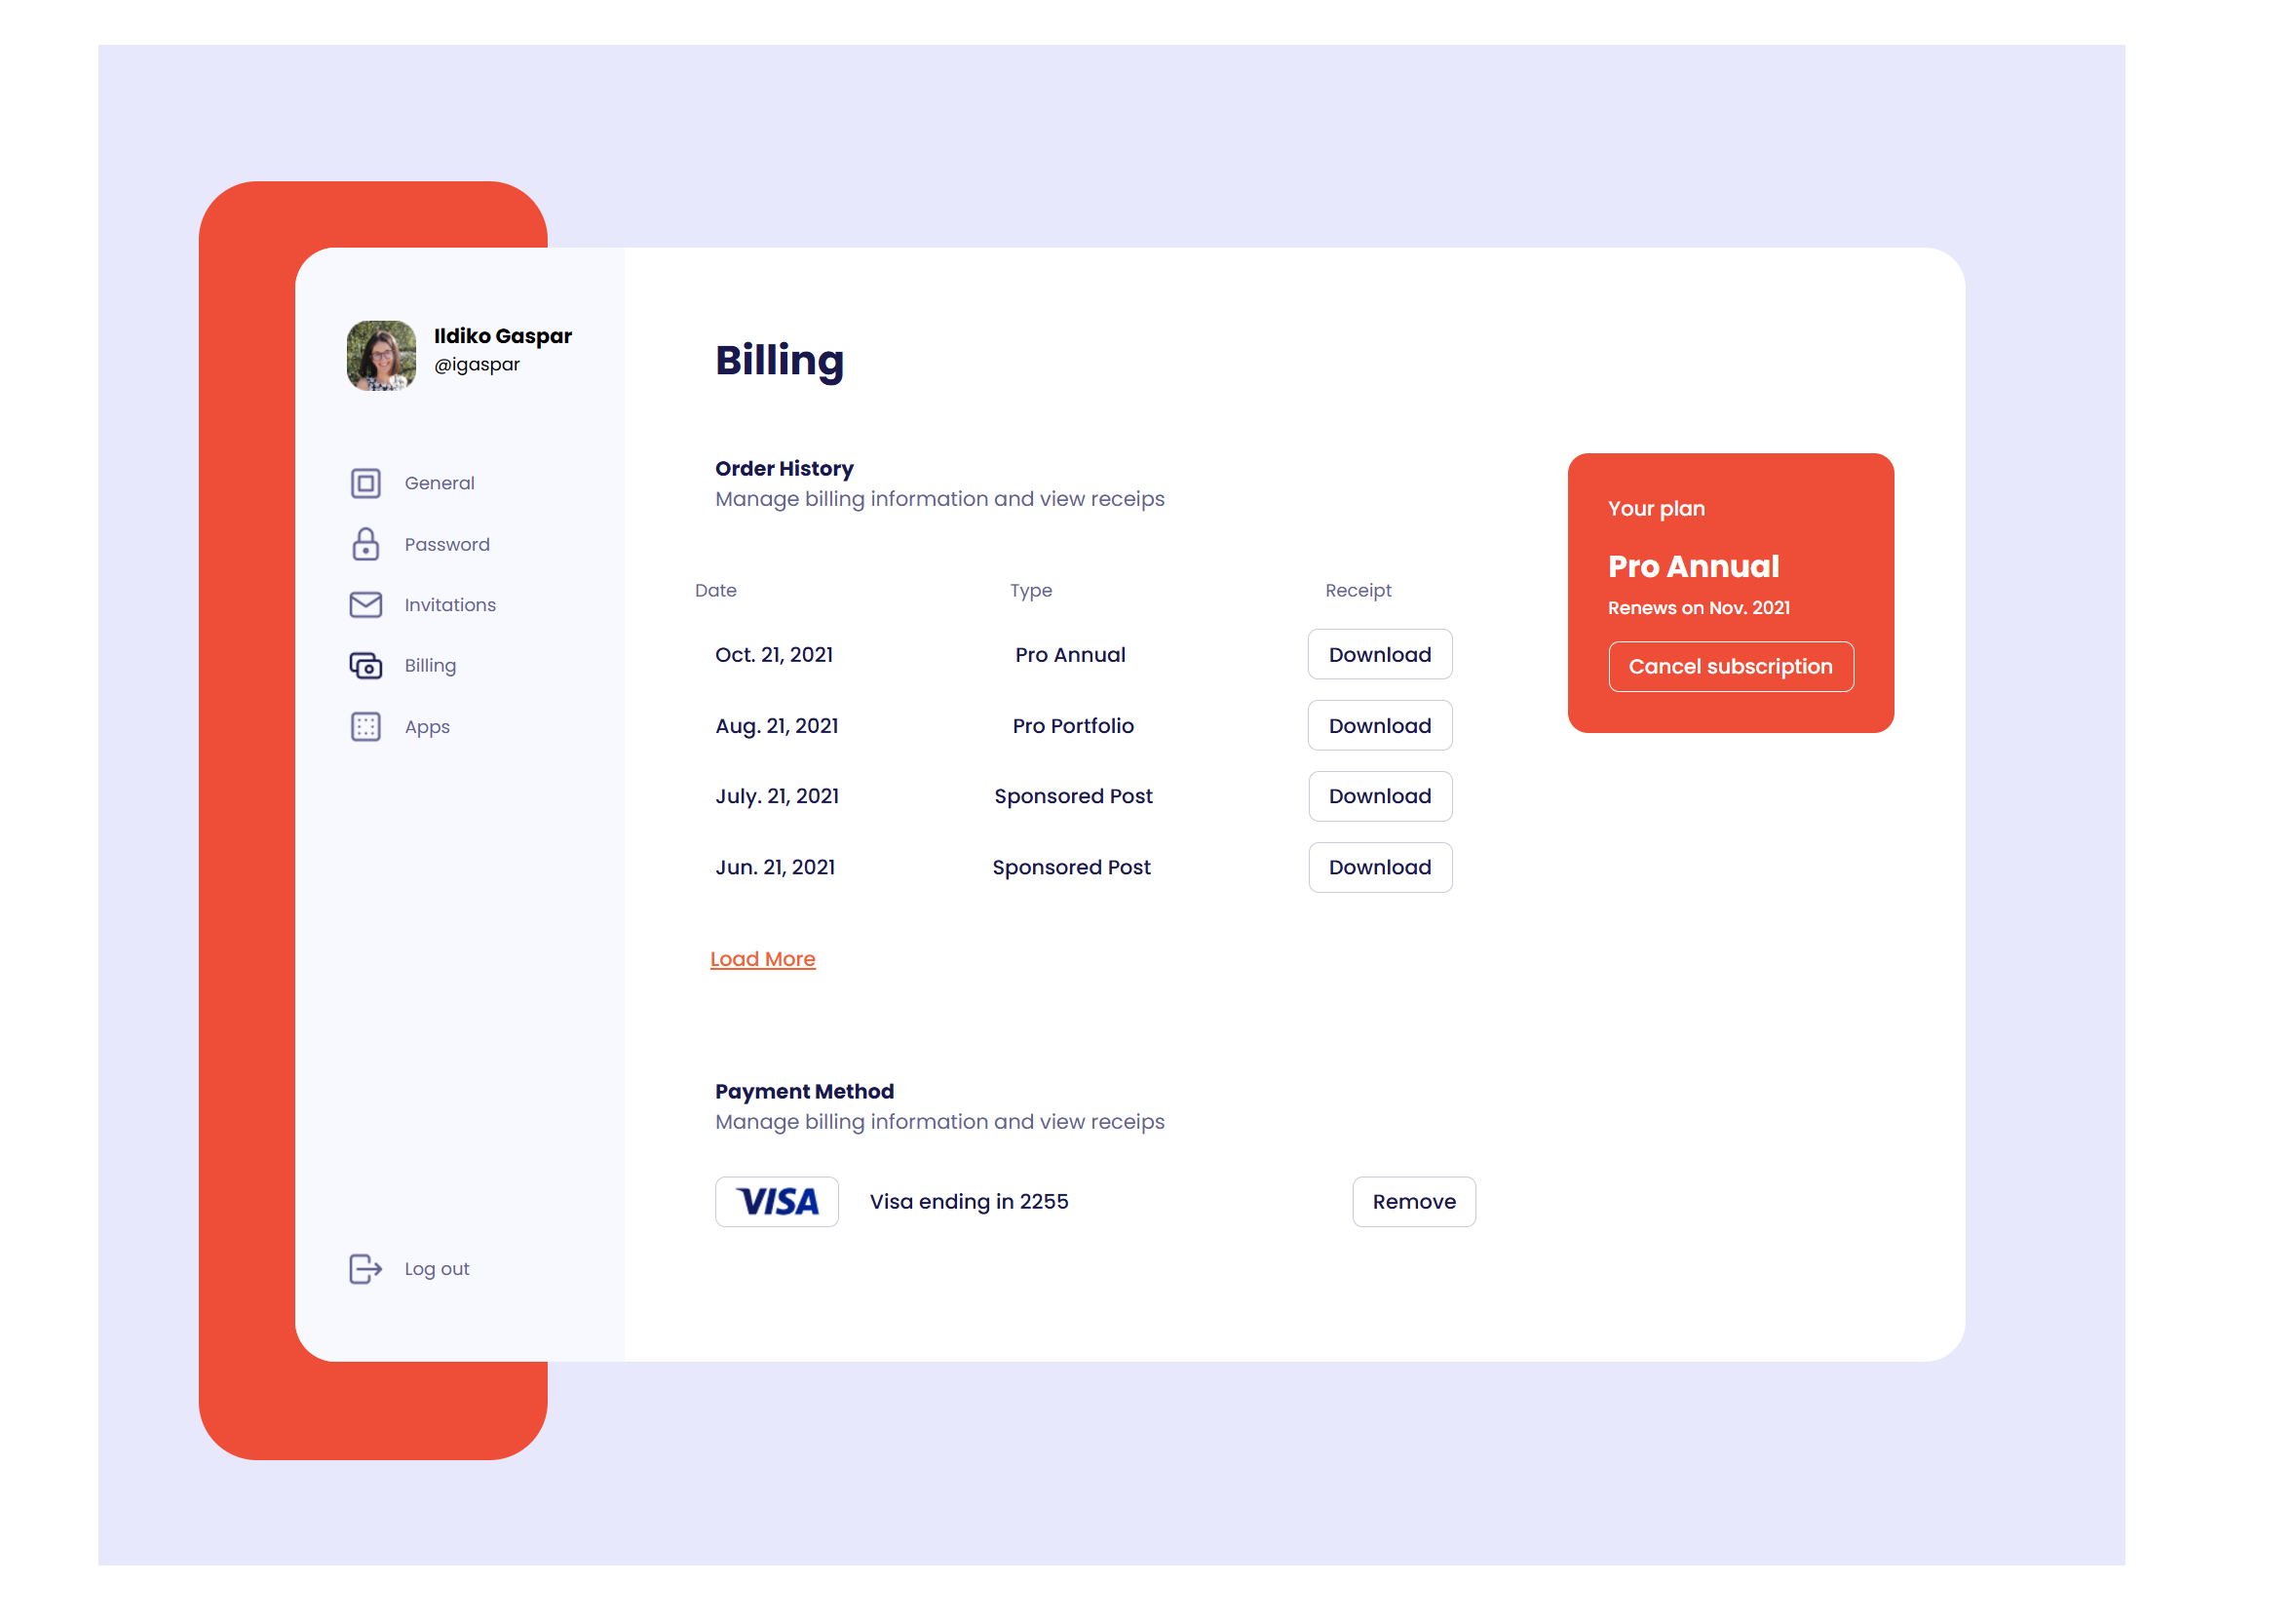 Ildiko Gaspar
@igaspar
General
Password
Invitations
Billing
Apps
Log out
Billing
Order History
Manage billing information and view receips
Date Type Receipt
Oct. 21, 2021 Pro Annual Download
Aug. 21, 2021 Pro Portfolio Download
July. 21, 2021 Sponsored Post Download
Jun. 21, 2021 Sponsored Post Download
Load More
Payment Method
Manage billing information and view receips
VISA Visa ending in 2255 Remove
Your plan
Pro Annual
Renews on Nov. 2021
Cancel subscription